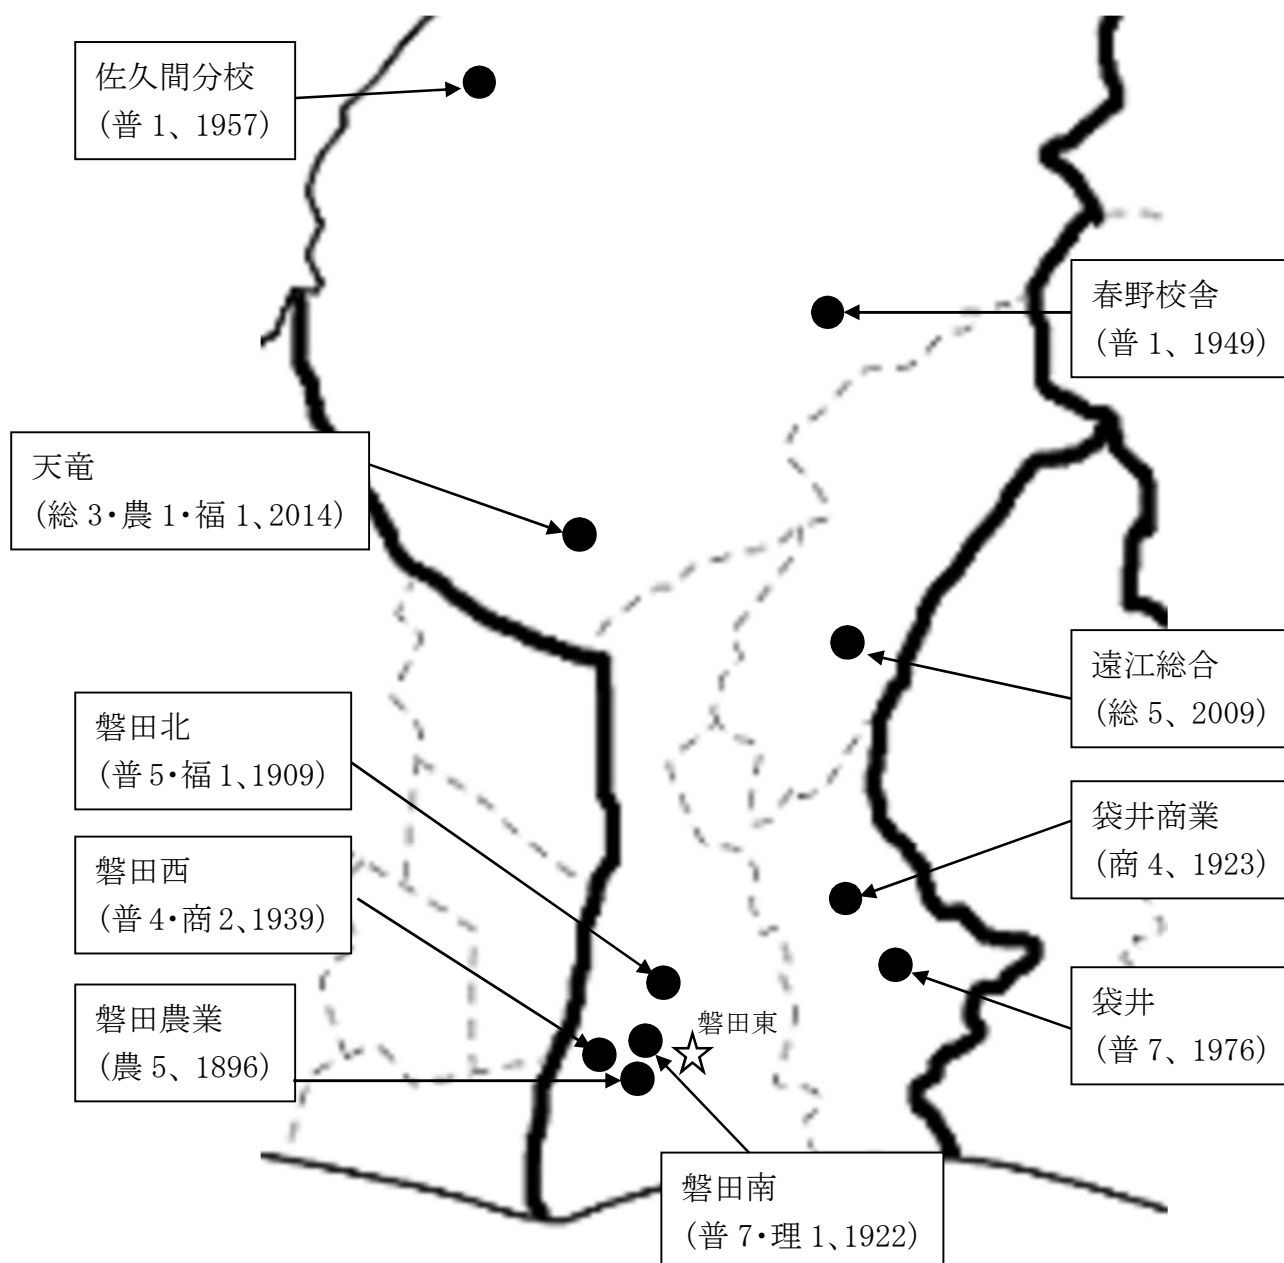 佐久間分校
(普 1、1957)
春野校舎
(普 1、1949)
天竜
(総 3・農 1・福 1、2014)
遠江総合
(総 5、2009)
磐田北
(普 5・福 1、1909)
袋井商業
(商 4、1923)
磐田西
(普 4・商 2、1939)
袋井
(普 7、1976)
磐田農業
(農 5、1896)
磐田東
磐田南
(普 7・理 1、1922)